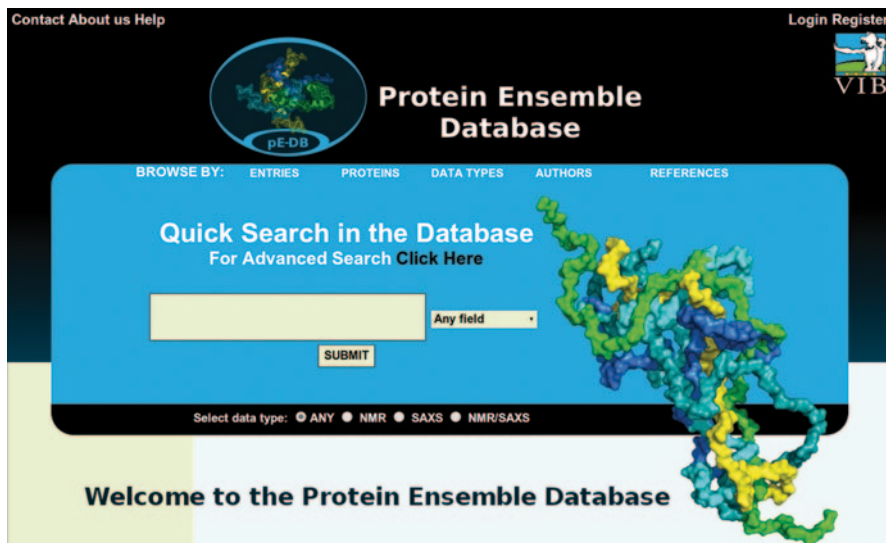 Contact About us Help
Login Register
VIB
pE-DB
Protein Ensemble
Database
BROWSE BY: ENTRIES PROTEINS DATA TYPES AUTHORS REFERENCES
Quick Search in the Database
For Advanced Search Click Here
Any field
SUBMIT
Select data type: ANY NMR SAXS NMR/SAXS
Welcome to the Protein Ensemble Database